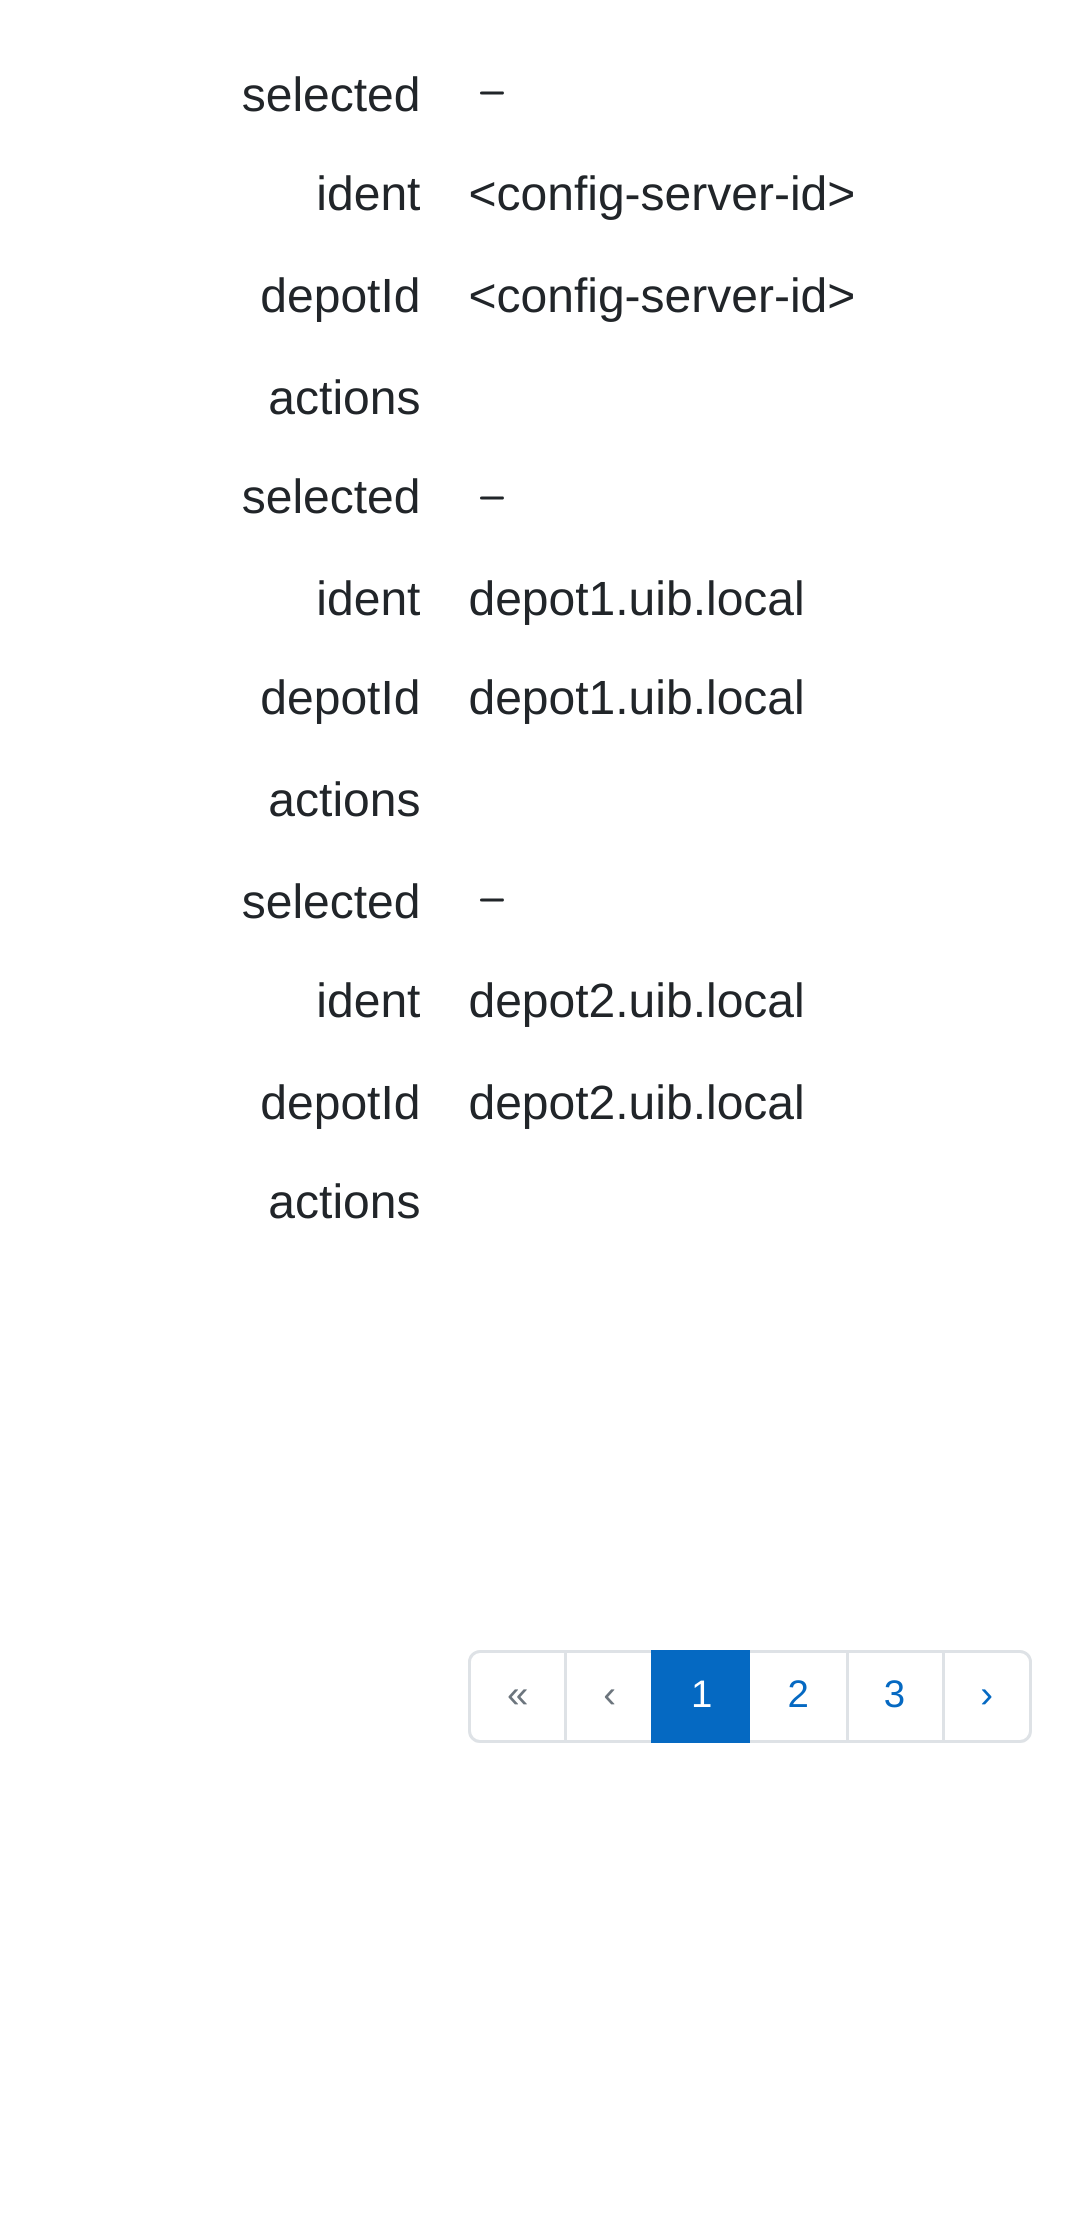 selected –
ident <config-server-id>
depotId <config-server-id>
actions
selected –
ident depot1.uib.local
depotId depot1.uib.local
actions
selected –
ident depot2.uib.local
depotId depot2.uib.local
actions
« ‹ 1 2 3 ›